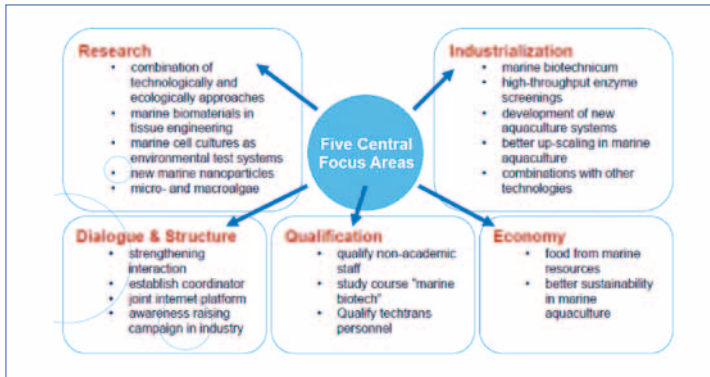 Research
• combination of
technologically and
ecologically approaches
• marine biomaterials in
tissue engineering
• marine cell cultures as
environmental test systems
• new marine nanoparticles
• micro- and macroalgae
Industrialization
• marine biotechnicum
• high-throughput enzyme
screenings
• development of new
aquaculture systems
• better up-scaling in marine
aquaculture
• combinations with other
technologies
Five Central
Focus Areas
Dialogue & Structure
• strengthening
interaction
• establish coordinator
• joint internet platform
• awareness raising
campaign in industry
Qualification
• qualify non-academic
staff
• study course "marine
biotech"
• Qualify techtrans
personnel
Economy
• food from marine
resources
• better sustainability
in marine
aquaculture